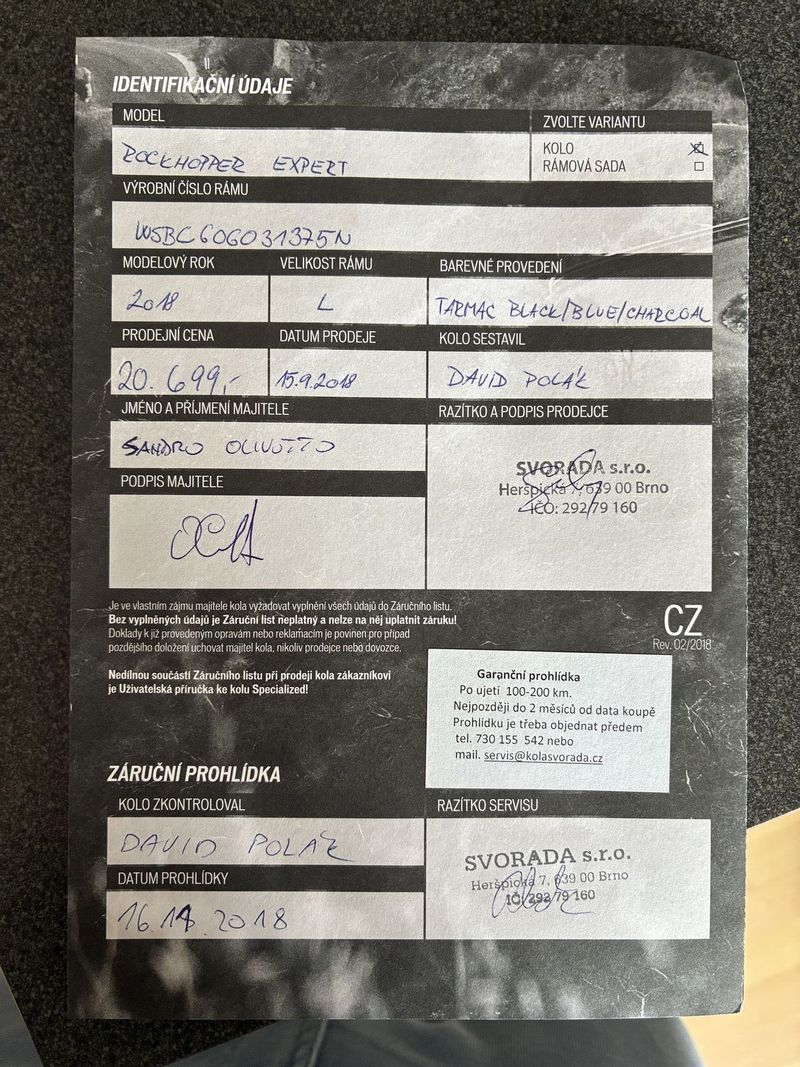 IDENTIFIKAČNÍ ÚDAJE
MODEL
ZVOLTE VARIANTU
ROCKHOPPER EXPERT
KOLO
RÁMOVÁ SADA
VÝROBNÍ ČÍSLO RÁMU
WSBC606031375N
MODELOVÝ ROK
VELIKOST RÁMU
BAREVNÉ PROVEDENÍ
2018
L
TARMAC BLACK/BLUE/CHARCOAL
PRODEJNÍ CENA
DATUM PRODEJE
KOLO SESTAVIL
20.699,-
15.9.2018
DAVID POLÁK
JMÉNO A PŘÍJMENÍ MAJITELE
RAZÍTKO A PODPIS PRODEJCE
SANDRO OLIVOTTO
SVORADA s.r.o.
Heršpická 7, 639 00 Brno
IČO: 292 79 160
PODPIS MAJITELE
Je ve vlastním zájmu majitele kola vyžadovat vyplnění všech údajů do Záručního listu.
Bez vyplněných údajů je Záruční list neplatný a nelze na něj uplatnit záruku!
Doklady k již provedeným opravám nebo reklamacím je povinen pro případ
pozdějšího doložení uchovat majitel kola, nikoliv prodejce nebo dovozce.
CZ
Rev. 02/2018
Nedílnou součástí Záručního listu při prodeji kola zákazníkovi
je Uživatelská příručka ke kolu Specialized!
Garanční prohlídka
Po ujetí 100-200 km.
Nejpozději do 2 měsíců od data koupě
Prohlídku je třeba objednat předem
tel. 730 155 542 nebo
mail. servis@kolasvorada.cz
ZÁRUČNÍ PROHLÍDKA
KOLO ZKONTROLOVAL
RAZÍTKO SERVISU
DAVID POLÁK
SVORADA s.r.o.
Heršpická 7, 639 00 Brno
IČ: 292 79 160
DATUM PROHLÍDKY
16.11.2018